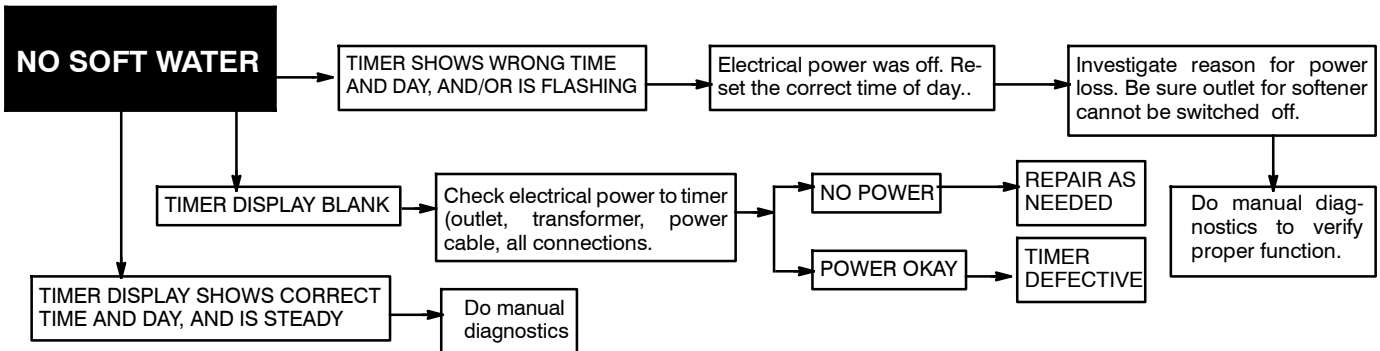 NO SOFT WATER
TIMER SHOWS WRONG TIME
AND DAY, AND/OR IS FLASHING
Electrical power was off. Re-
set the correct time of day..
Investigate reason for power
loss. Be sure outlet for softener
cannot be switched off.
Do manual diag-
nostics to verify
proper function.
TIMER DISPLAY BLANK
Check electrical power to timer
(outlet, transformer, power
cable, all connections.
NO POWER
REPAIR AS
NEEDED
POWER OKAY
TIMER
DEFECTIVE
TIMER DISPLAY SHOWS CORRECT
TIME AND DAY, AND IS STEADY
Do manual
diagnostics